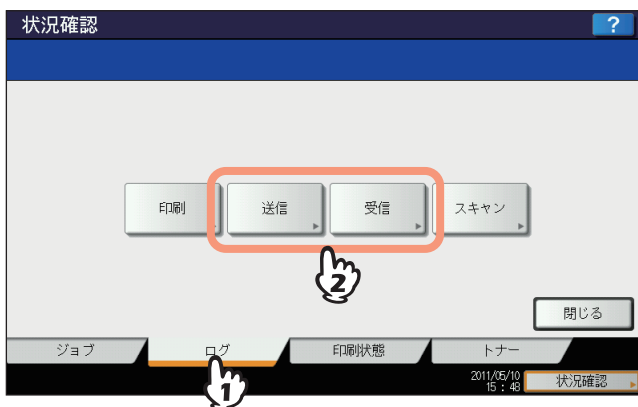 状況確認
?
印刷 送信 受信 スキャン
2
閉じる
ジョブ ログ 印刷状態 トナー
1
2011/05/10
15 : 48
状況確認